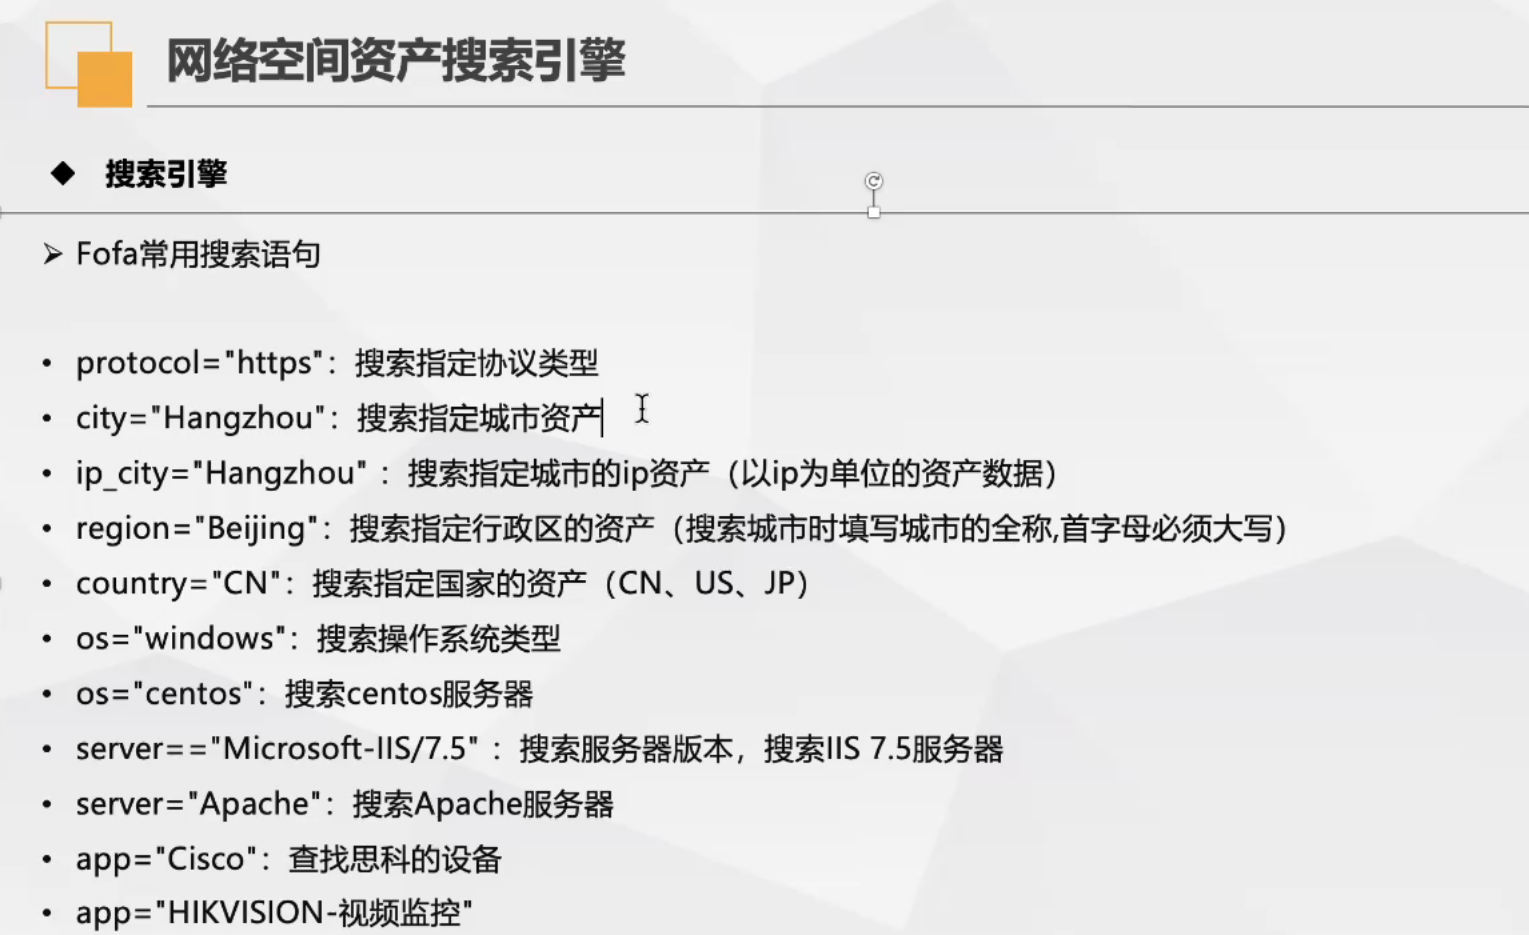 网络空间资产搜索引擎
◆ 搜索引擎
➢ Fofa常用搜索语句
• protocol="https"：搜索指定协议类型
• city="Hangzhou"：搜索指定城市资产
• ip_city="Hangzhou" ：搜索指定城市的ip资产（以ip为单位的资产数据）
• region="Beijing"：搜索指定行政区的资产（搜索城市时填写城市的全称,首字母必须大写）
• country="CN"：搜索指定国家的资产（CN、US、JP）
• os="windows"：搜索操作系统类型
• os="centos"：搜索centos服务器
• server=="Microsoft-IIS/7.5" ：搜索服务器版本，搜索IIS 7.5服务器
• server="Apache"：搜索Apache服务器
• app="Cisco"：查找思科的设备
• app="HIKVISION-视频监控"